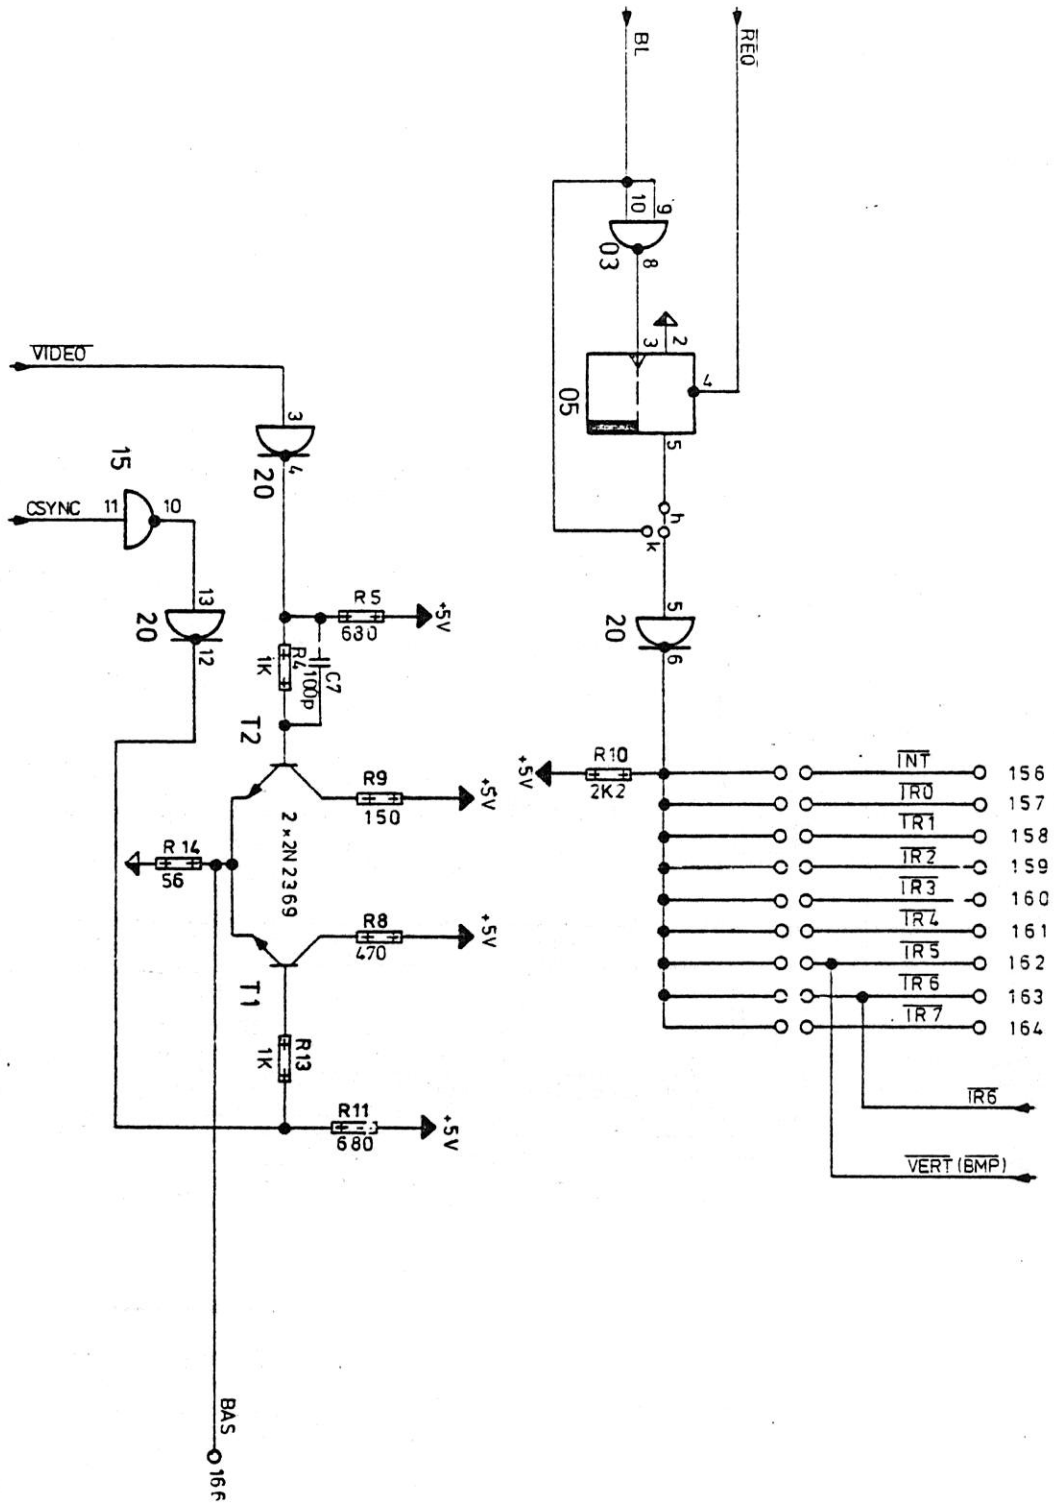 BL
REQ
10
9
03
8
VIDEO
3
2
4
05
3
4
20
5
15
CSYNC
11
10
h
k
13
20
12
R5
680
+5V
R4
1K
C7
100p
5
20
6
T2
+5V
R10
2K2
INT
156
IR0
157
IR1
158
IR2
159
IR3
160
IR4
161
IR5
162
IR6
163
IR7
164
R9
150
+5V
2×2N2369
R14
56
R8
470
+5V
T1
R13
1K
R11
680
+5V
IR6
VERT (BMP)
BAS
166